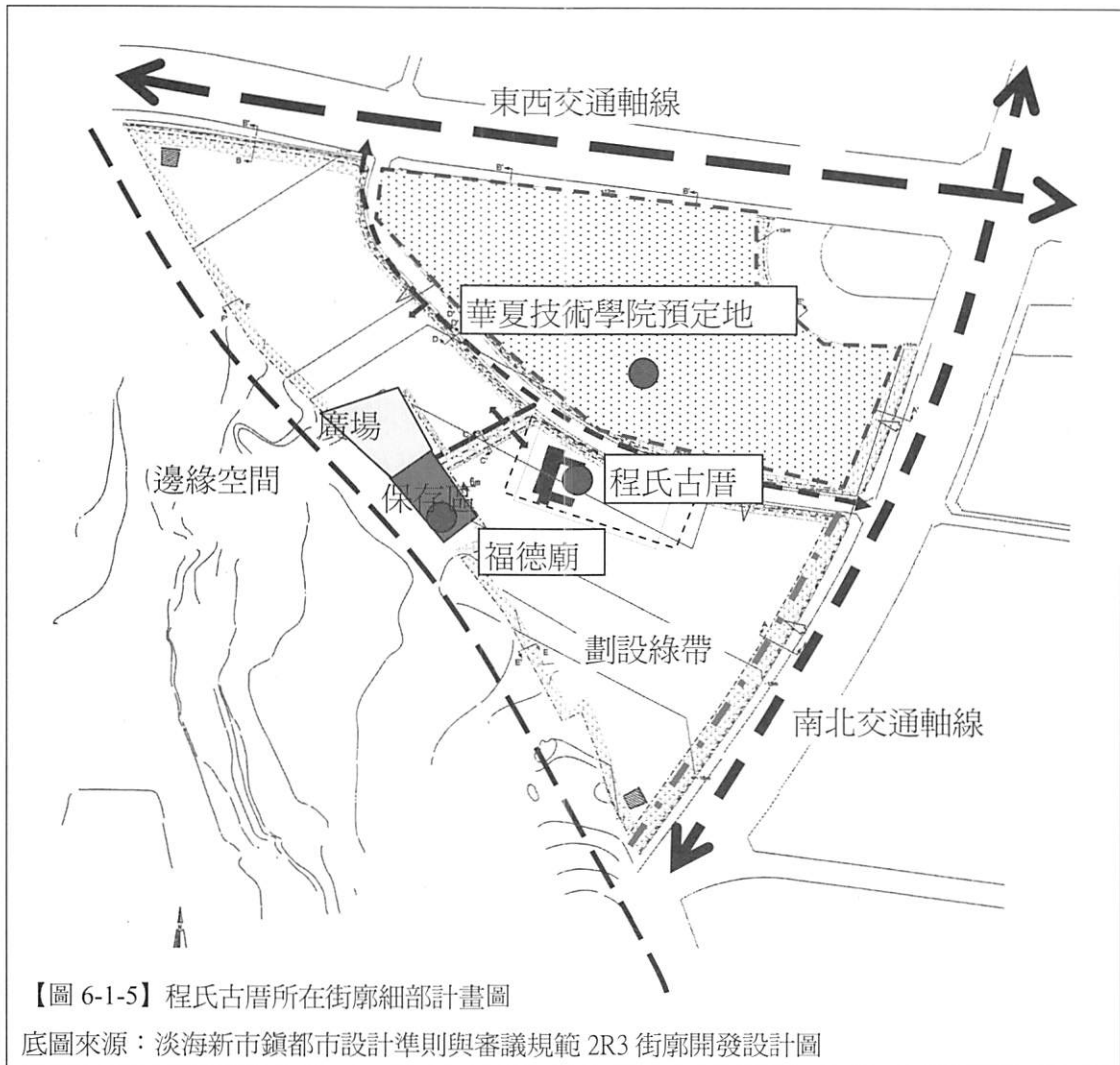 東西交通軸線
華夏技術學院預定地
廣場
邊緣空間
保存區
6m
程氏古厝
福德廟
劃設綠帶
南北交通軸線
【圖 6-1-5】程氏古厝所在街廓細部計畫圖
底圖來源：淡海新市鎮都市設計準則與審議規範 2R3 街廓開發設計圖